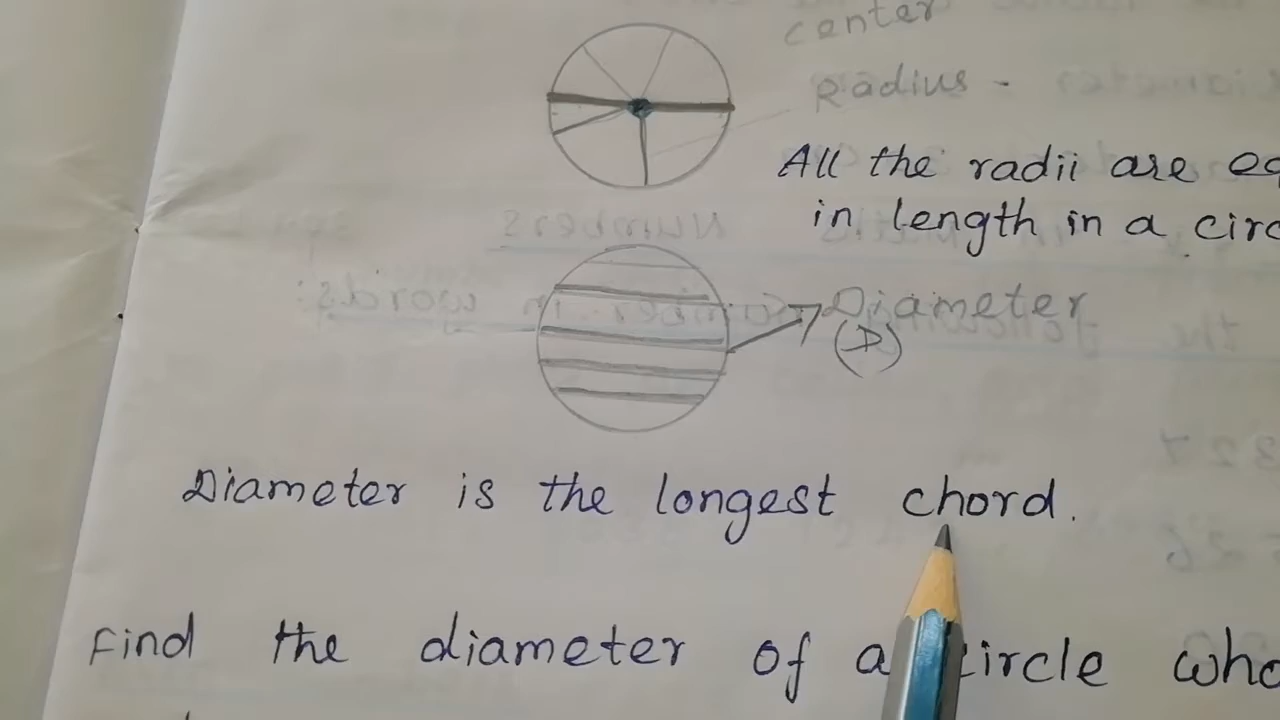 center
Radius -
All the radii are eq
in length in a circ
Diameter
(D)
Diameter is the longest chord.
Find the diameter of a circle who